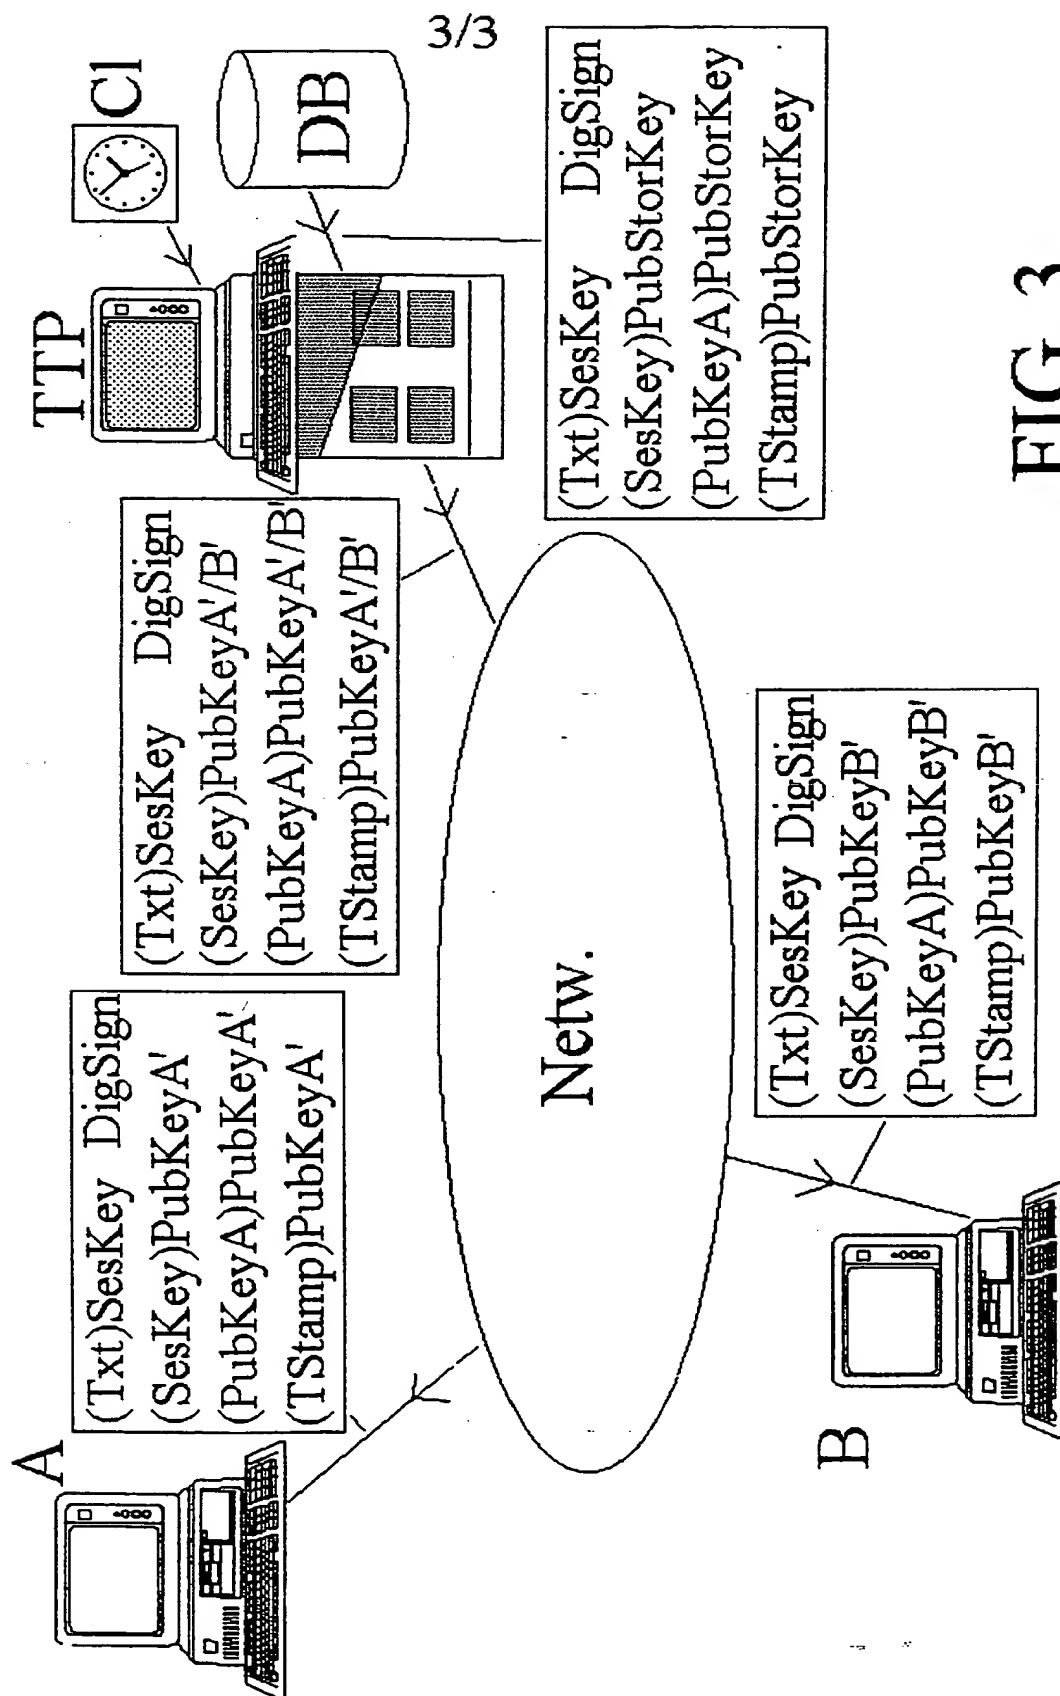 3/3
A
(Txt)SesKey DigSign
(SesKey)PubKeyA'
(PubKeyA)PubKeyA'
(TStamp)PubKeyA'
TTP
Cl
DB
(Txt)SesKey DigSign
(SesKey)PubKeyA'/B'
(PubKeyA)PubKeyA'/B'
(TStamp)PubKeyA'/B'
(Txt)SesKey DigSign
(SesKey)PubStorKey
(PubKeyA)PubStorKey
(TStamp)PubStorKey
Netw.
B
(Txt)SesKey DigSign
(SesKey)PubKeyB'
(PubKeyA)PubKeyB'
(TStamp)PubKeyB'
FIG 3